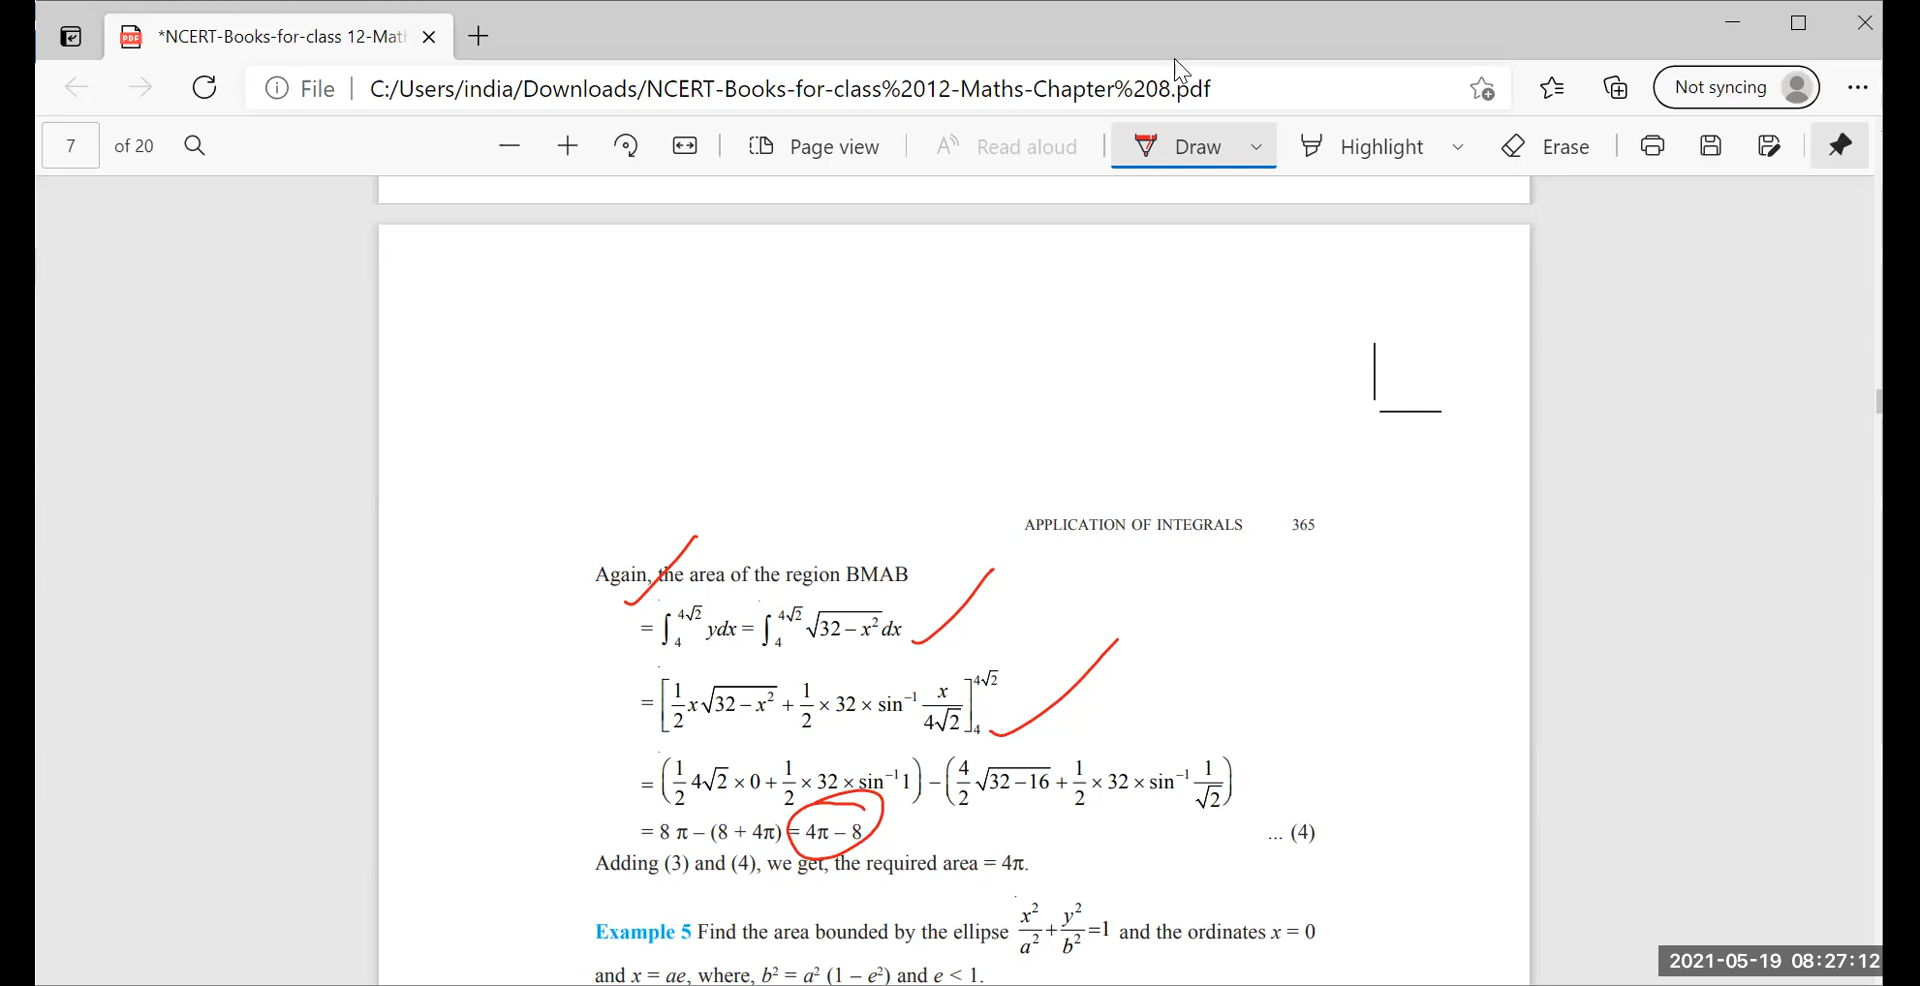 *NCERT-Books-for-class 12-Mat
File | C:/Users/india/Downloads/NCERT-Books-for-class%2012-Maths-Chapter%208.pdf
Not syncing
7 of 20
Page view
Read aloud
Draw
Highlight
Erase
APPLICATION OF INTEGRALS 365
Again, the area of the region BMAB
= ∫₄^{4√2} ydx = ∫₄^{4√2} √(32 – x²) dx
= [1/2 x√(32 – x²) + 1/2 × 32 × sin⁻¹ x/(4√2)]₄^{4√2}
= (1/2 4√2 × 0 + 1/2 × 32 × sin⁻¹ 1) – (4/2 √(32 – 16) + 1/2 × 32 × sin⁻¹ 1/√2)
= 8 π – (8 + 4π) = 4π – 8 ... (4)
Adding (3) and (4), we get, the required area = 4π.
Example 5 Find the area bounded by the ellipse x²/a² + y²/b² =1 and the ordinates x = 0
and x = ae, where, b² = a² (1 – e²) and e < 1.
2021-05-19 08:27:12